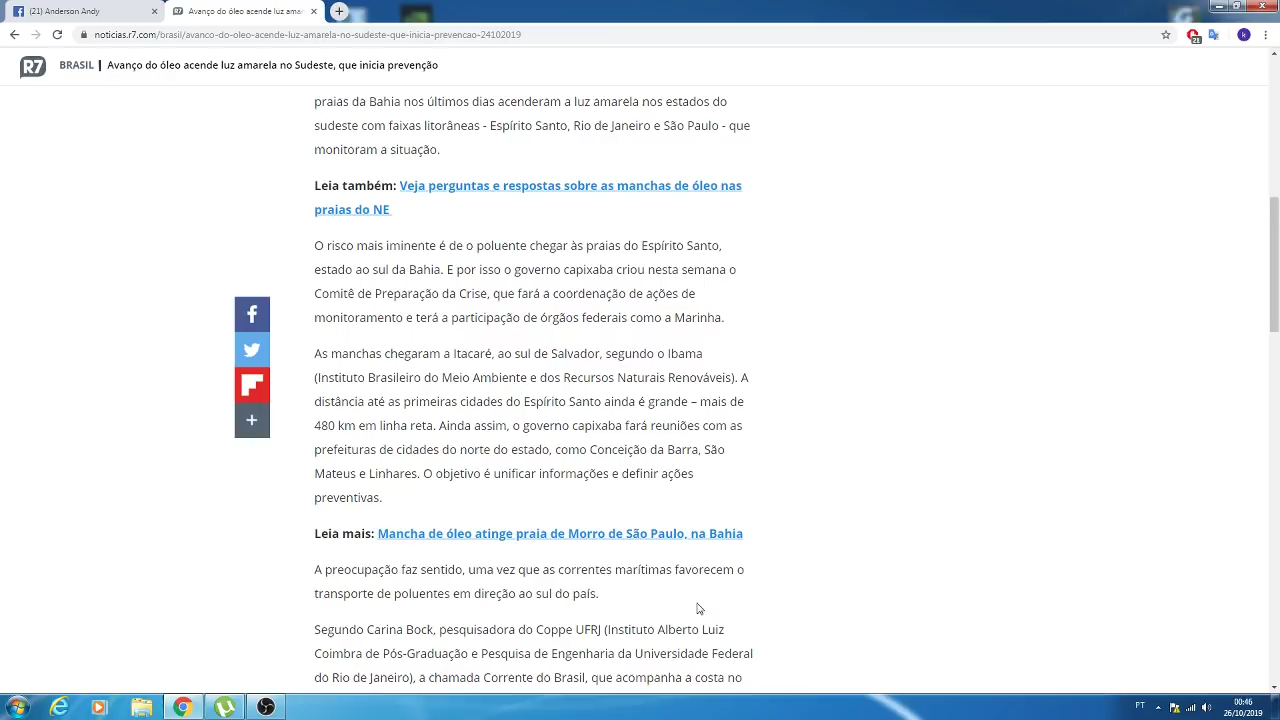 (21) Anderson Andy
Avanço do óleo acende luz ama
noticias.r7.com/brasil/avanco-do-oleo-acende-luz-amarela-no-sudeste-que-inicia-prevencao-24102019
21
k
R7
BRASIL | Avanço do óleo acende luz amarela no Sudeste, que inicia prevenção
praias da Bahia nos últimos dias acenderam a luz amarela nos estados do
sudeste com faixas litorâneas - Espírito Santo, Rio de Janeiro e São Paulo - que
monitoram a situação.
Leia também: Veja perguntas e respostas sobre as manchas de óleo nas
praias do NE
O risco mais iminente é de o poluente chegar às praias do Espírito Santo,
estado ao sul da Bahia. E por isso o governo capixaba criou nesta semana o
Comitê de Preparação da Crise, que fará a coordenação de ações de
monitoramento e terá a participação de órgãos federais como a Marinha.
As manchas chegaram a Itacaré, ao sul de Salvador, segundo o Ibama
(Instituto Brasileiro do Meio Ambiente e dos Recursos Naturais Renováveis). A
distância até as primeiras cidades do Espírito Santo ainda é grande – mais de
480 km em linha reta. Ainda assim, o governo capixaba fará reuniões com as
prefeituras de cidades do norte do estado, como Conceição da Barra, São
Mateus e Linhares. O objetivo é unificar informações e definir ações
preventivas.
Leia mais: Mancha de óleo atinge praia de Morro de São Paulo, na Bahia
A preocupação faz sentido, uma vez que as correntes marítimas favorecem o
transporte de poluentes em direção ao sul do país.
Segundo Carina Bock, pesquisadora do Coppe UFRJ (Instituto Alberto Luiz
Coimbra de Pós-Graduação e Pesquisa de Engenharia da Universidade Federal
do Rio de Janeiro), a chamada Corrente do Brasil, que acompanha a costa no
PT
00:46
26/10/2019